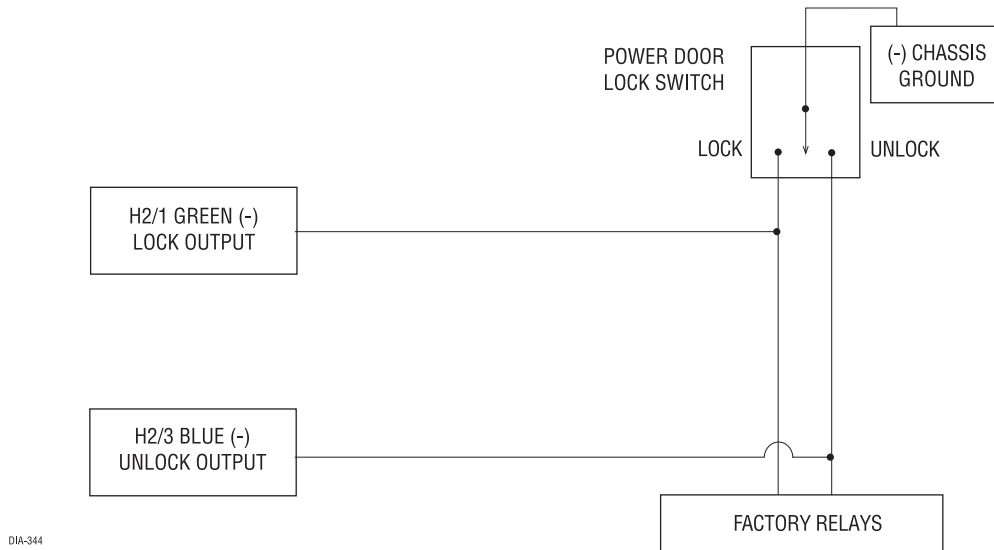 POWER DOOR
LOCK SWITCH
(-) CHASSIS
GROUND
LOCK
UNLOCK
H2/1 GREEN (-)
LOCK OUTPUT
H2/3 BLUE (-)
UNLOCK OUTPUT
FACTORY RELAYS
DIA-344